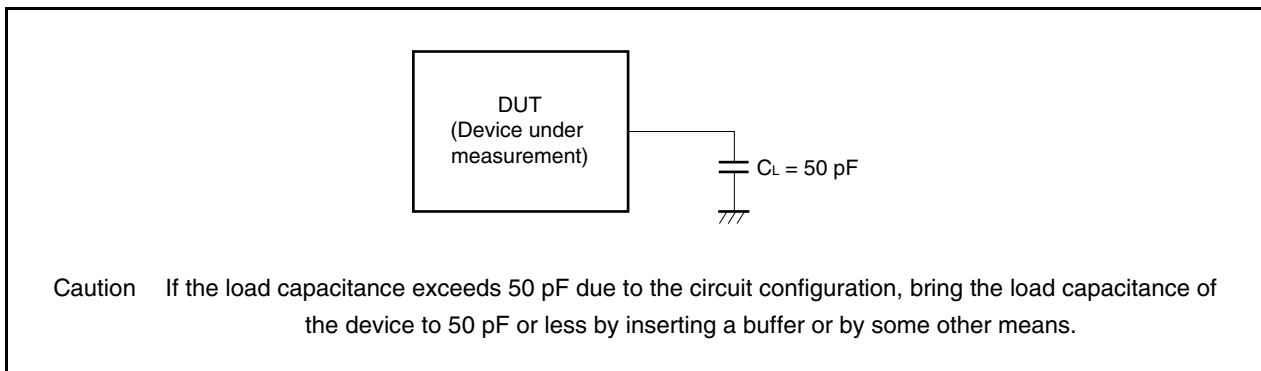 DUT
(Device under
measurement)
CL = 50 pF
Caution If the load capacitance exceeds 50 pF due to the circuit configuration, bring the load capacitance of
the device to 50 pF or less by inserting a buffer or by some other means.